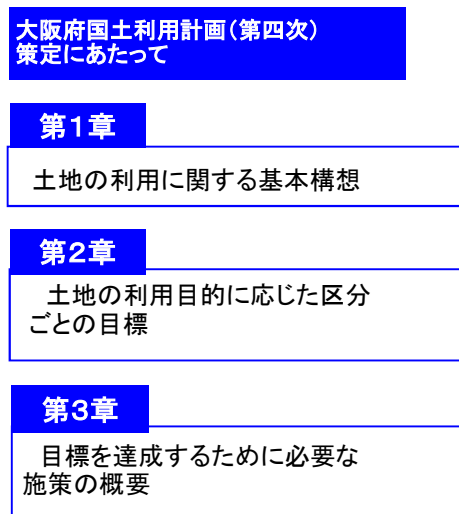 大阪府国土利用計画（第四次）
策定にあたって
第1章
土地の利用に関する基本構想
第2章
土地の利用目的に応じた区分
ごとの目標
第3章
目標を達成するために必要な
施策の概要